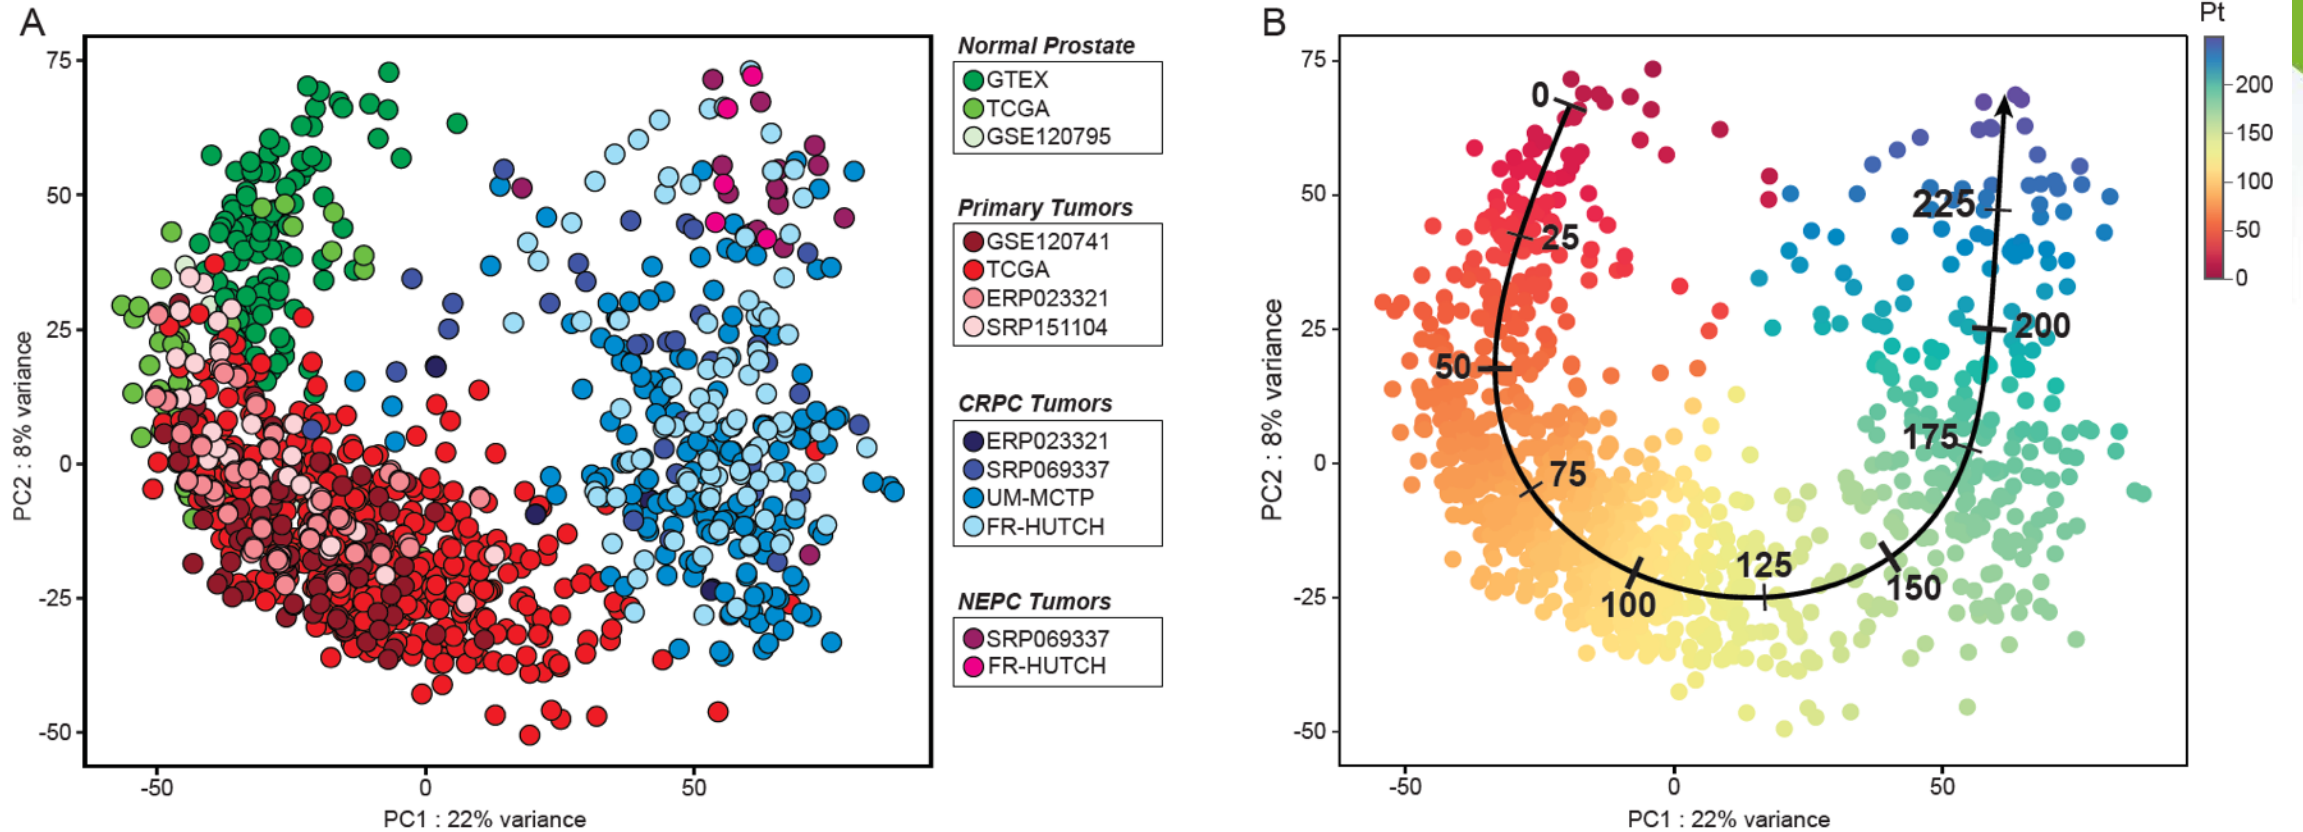 A
75
50
25
0
-25
-50
-50
0
50
PC1 : 22% variance
PC2 : 8% variance
Normal Prostate
GTEX
TCGA
GSE120795
Primary Tumors
GSE120741
TCGA
ERP023321
SRP151104
CRPC Tumors
ERP023321
SRP069337
UM-MCTP
FR-HUTCH
NEPC Tumors
SRP069337
FR-HUTCH
B
75
50
25
0
-25
-50
-50
0
50
PC1 : 22% variance
PC2 : 8% variance
0
25
50
75
100
125
150
175
200
225
Pt
200
150
100
50
0